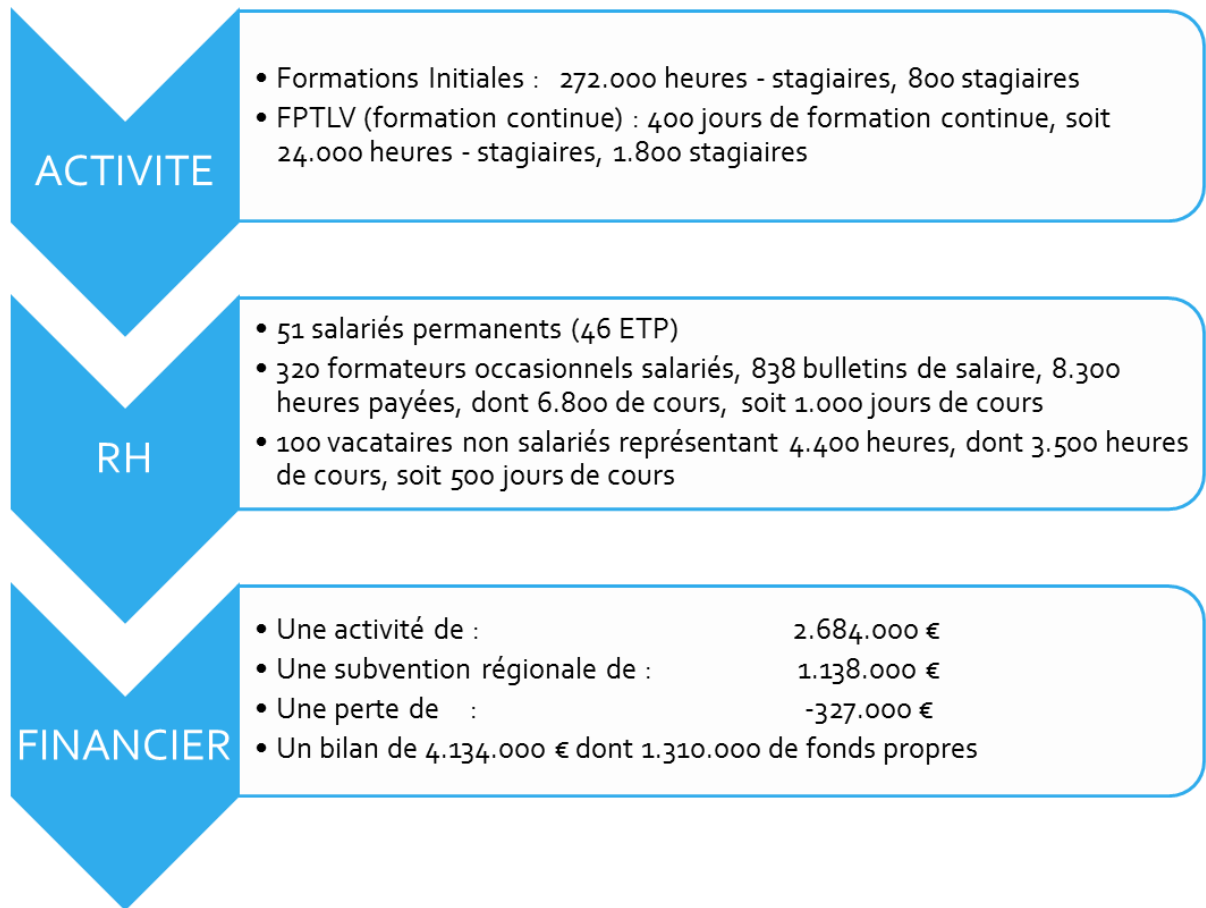 ACTIVITE
• Formations Initiales :   272.000 heures - stagiaires, 800 stagiaires
• FPTLV (formation continue) : 400 jours de formation continue, soit
24.000 heures - stagiaires, 1.800 stagiaires
RH
• 51 salariés permanents (46 ETP)
• 320 formateurs occasionnels salariés, 838 bulletins de salaire, 8.300
heures payées, dont 6.800 de cours,  soit 1.000 jours de cours
• 100 vacataires non salariés représentant 4.400 heures, dont 3.500 heures
de cours, soit 500 jours de cours
FINANCIER
• Une activité de : 2.684.000 €
• Une subvention régionale de : 1.138.000 €
• Une perte de   : -327.000 €
• Un bilan de 4.134.000 € dont 1.310.000 de fonds propres